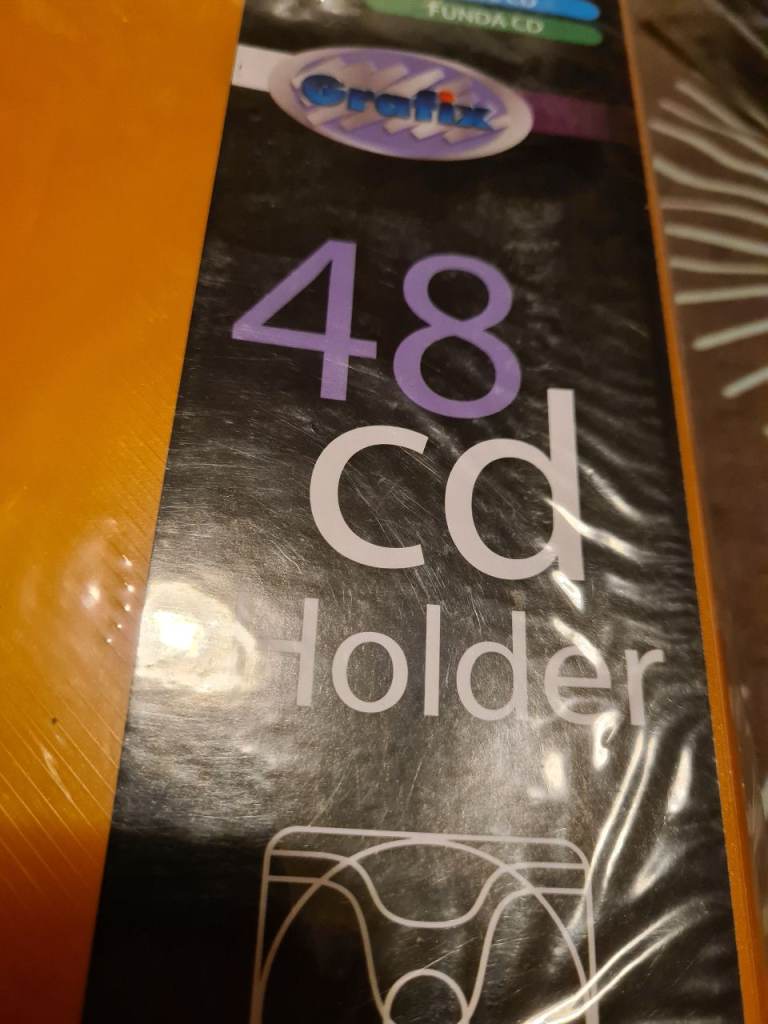 FUNDA CD
Grafix
48
cd
Holder